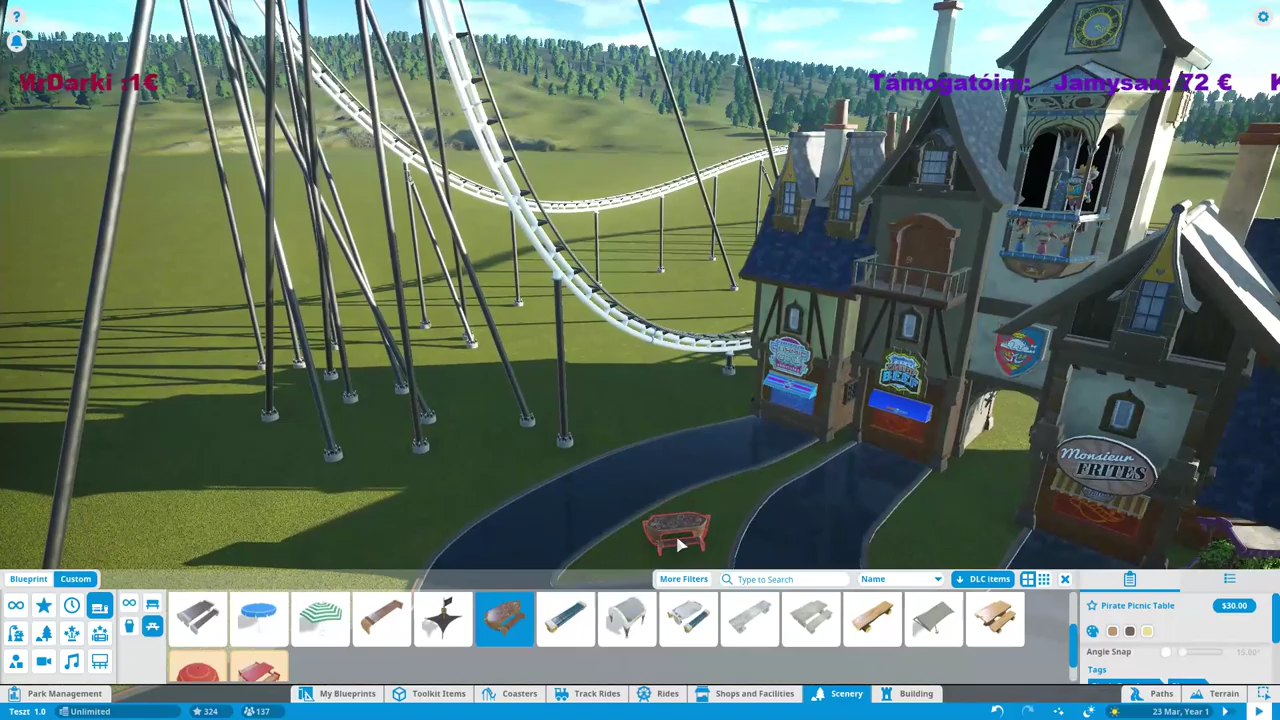 MrDarki :1€
Támogatóim: Jamysan: 72 €
BEER
Monsieur
FRITES
Blueprint Custom
More Filters Type to Search Name DLC items
Pirate Picnic Table $30.00
Angle Snap 15.00°
Tags
Park Management My Blueprints Toolkit Items Coasters Track Rides Rides Shops and Facilities Scenery Building Paths Terrain
Teszt 1.0 Unlimited 324 137 23 Mar, Year 1